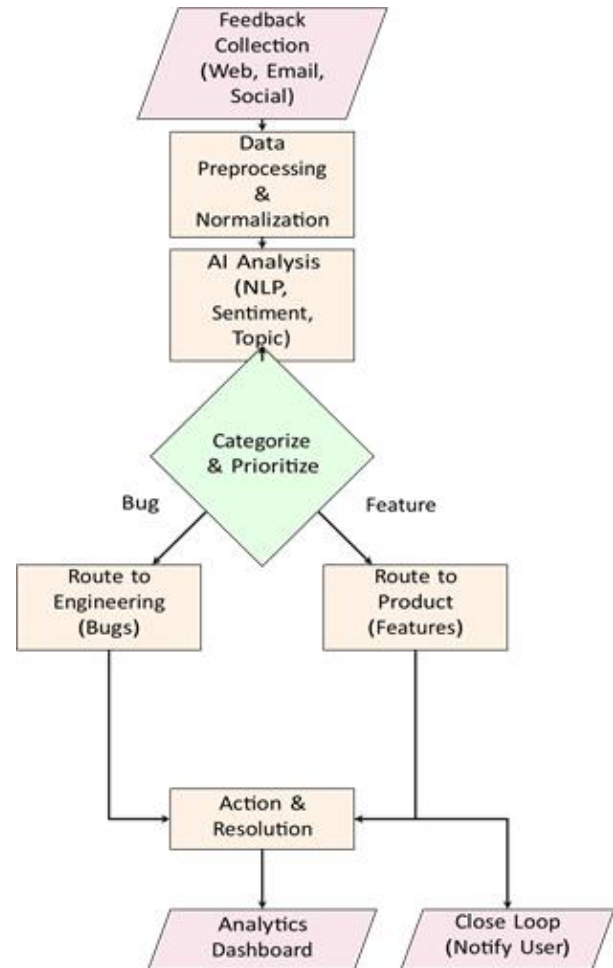 Feedback
Collection
(Web, Email,
Social)
Data
Preprocessing
&
Normalization
AI Analysis
(NLP,
Sentiment,
Topic)
Categorize
& Prioritize
Bug
Feature
Route to
Engineering
(Bugs)
Route to
Product
(Features)
Action &
Resolution
Analytics
Dashboard
Close Loop
(Notify User)